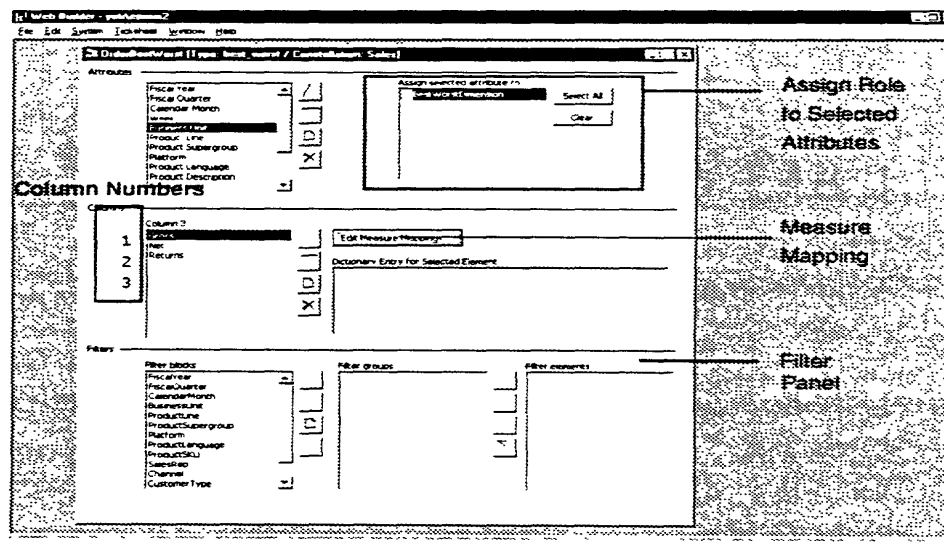 Web Builder -
File Edit System Ticksheet Window Help
Attributes
Fiscal Year
Fiscal Quarter
Calendar Month
Product Line
Product Supergroup
Platform
Product Language
Product Description
Assign selected attribute to
Select All
Clear
Assign Role
to Selected
Attributes
Column Numbers
1
2
3
Column 2
Net
Returns
Edit Measure Mapping
Dictionary Entry for Selected Element
Measure
Mapping
Filters
Filter blocks
FiscalYear
FiscalQuarter
CalendarMonth
BusinessUnit
ProductLine
ProductSupergroup
Platform
ProductLanguage
ProductSKU
SalesRep
Channel
CustomerType
Filter groups
Filter elements
Filter
Panel